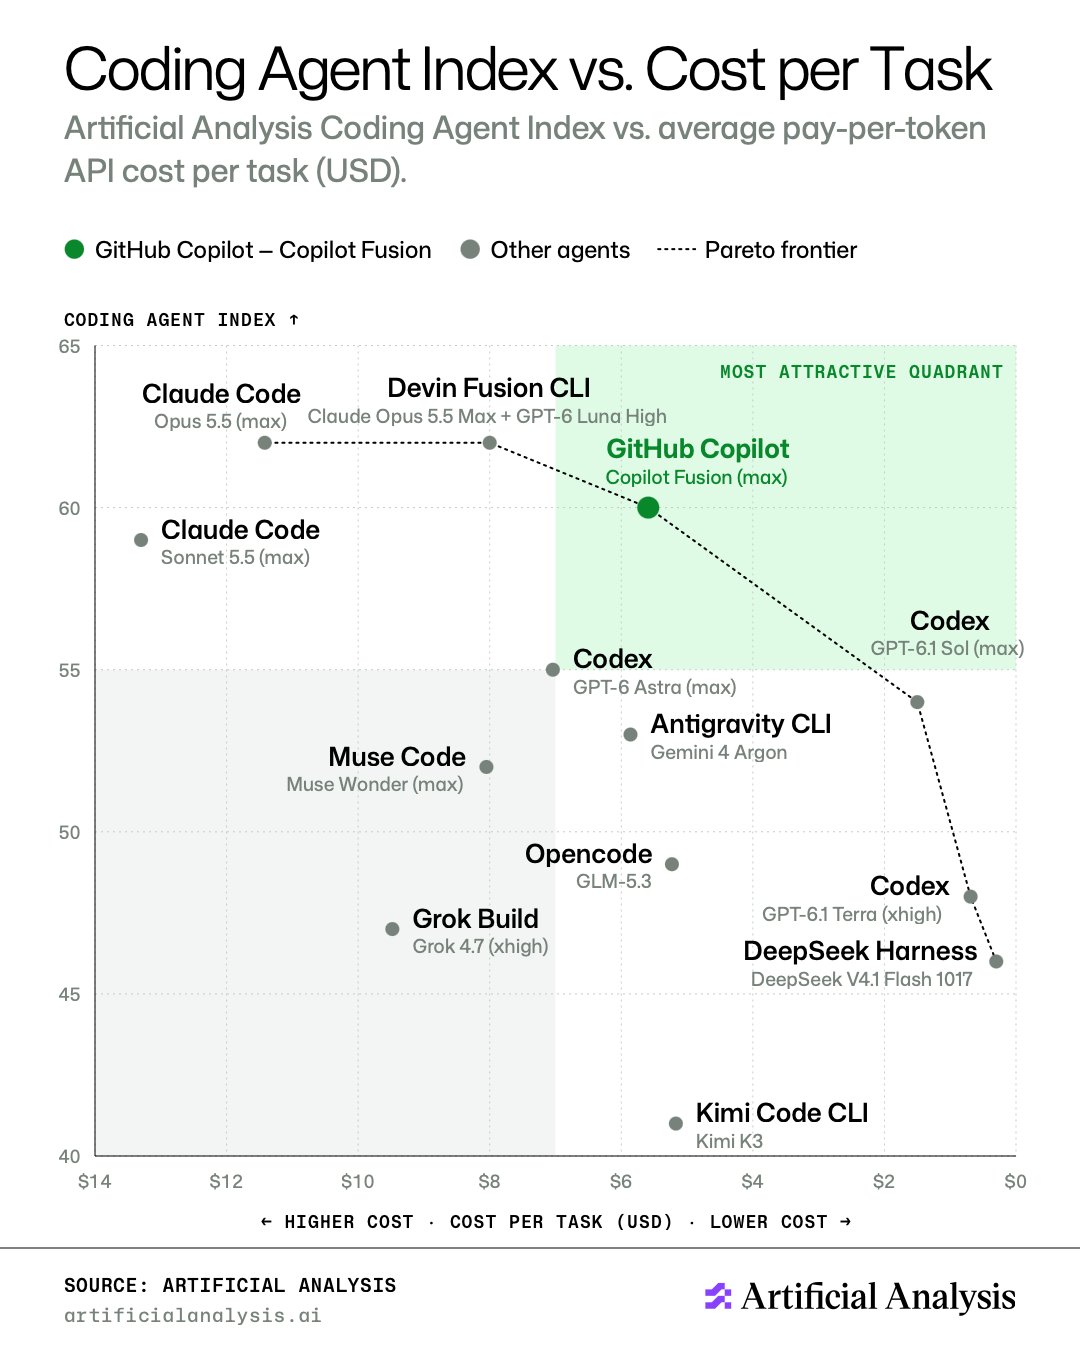 Coding Agent Index vs. Cost per Task
Artificial Analysis Coding Agent Index vs. average pay-per-token
API cost per task (USD).
GitHub Copilot – Copilot Fusion
Other agents
Pareto frontier
CODING AGENT INDEX ↑
65
MOST ATTRACTIVE QUADRANT
Claude Code
Opus 5.5 (max)
Devin Fusion CLI
Claude Opus 5.5 Max + GPT-6 Luna High
GitHub Copilot
Copilot Fusion (max)
60
Claude Code
Sonnet 5.5 (max)
Codex
GPT-6.1 Sol (max)
55
Codex
GPT-6 Astra (max)
Antigravity CLI
Gemini 4 Argon
Muse Code
Muse Wonder (max)
50
Opencode
GLM-5.3
Codex
GPT-6.1 Terra (xhigh)
Grok Build
Grok 4.7 (xhigh)
DeepSeek Harness
DeepSeek V4.1 Flash 1017
45
Kimi Code CLI
Kimi K3
40
$14 $12 $10 $8 $6 $4 $2 $0
← HIGHER COST · COST PER TASK (USD) · LOWER COST →
SOURCE: ARTIFICIAL ANALYSIS
artificialanalysis.ai
Artificial Analysis